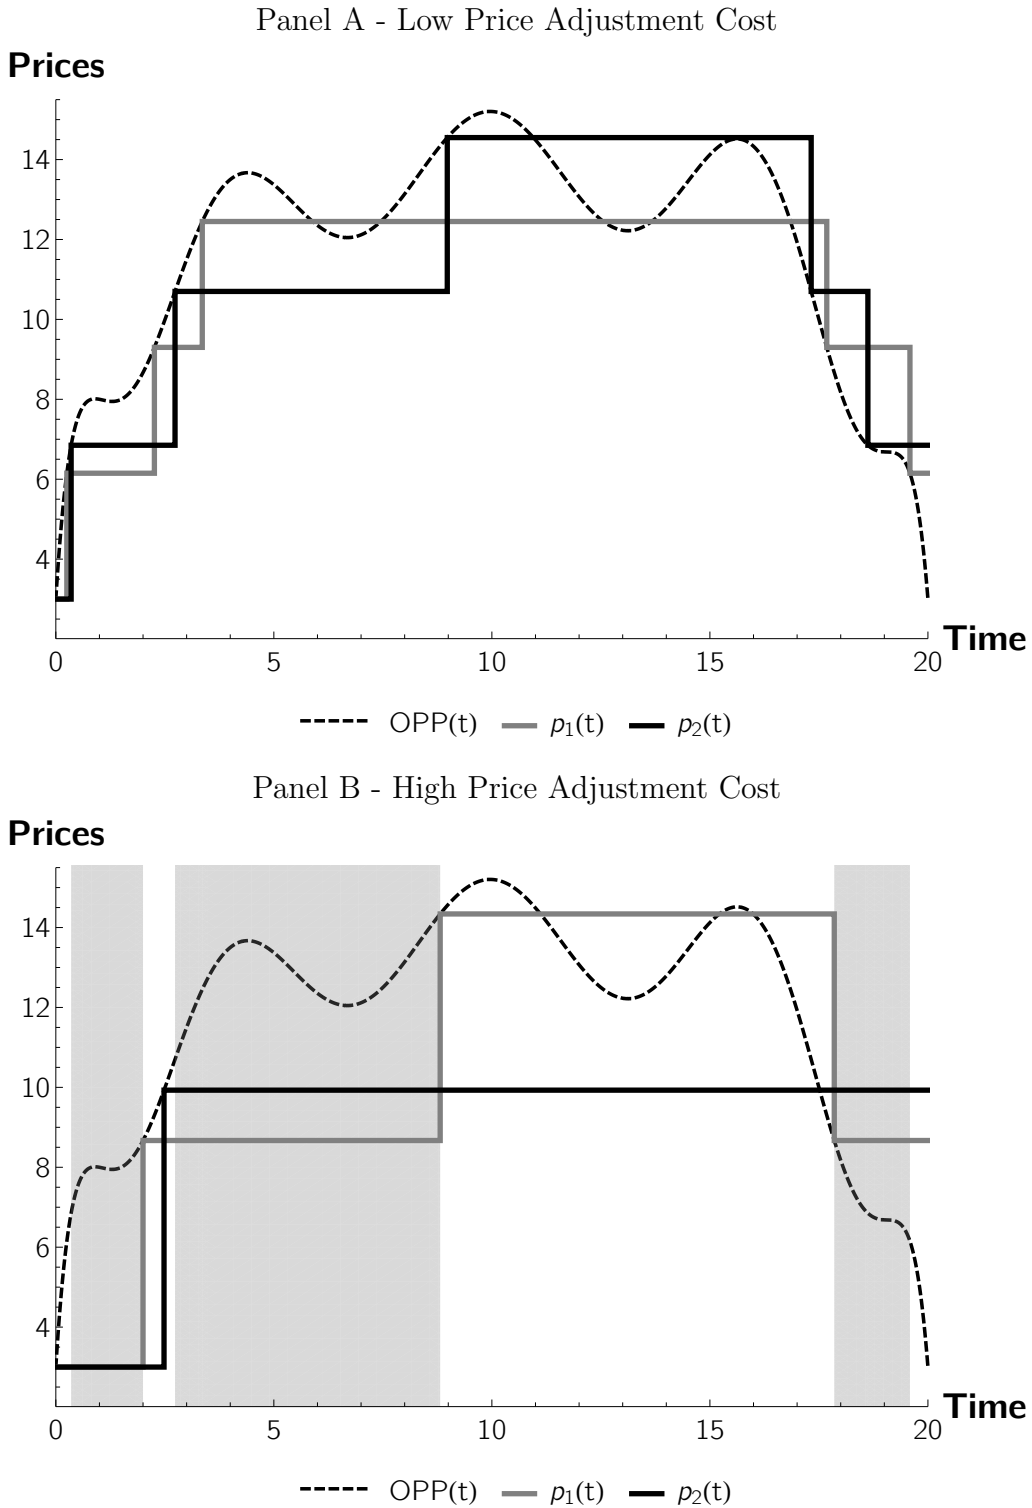 Panel A - Low Price Adjustment Cost
Prices
14
12
10
8
6
4
0 5 10 15 20 Time
OPP(t) p₁(t) p₂(t)
Panel B - High Price Adjustment Cost
Prices
14
12
10
8
6
4
0 5 10 15 20 Time
OPP(t) p₁(t) p₂(t)